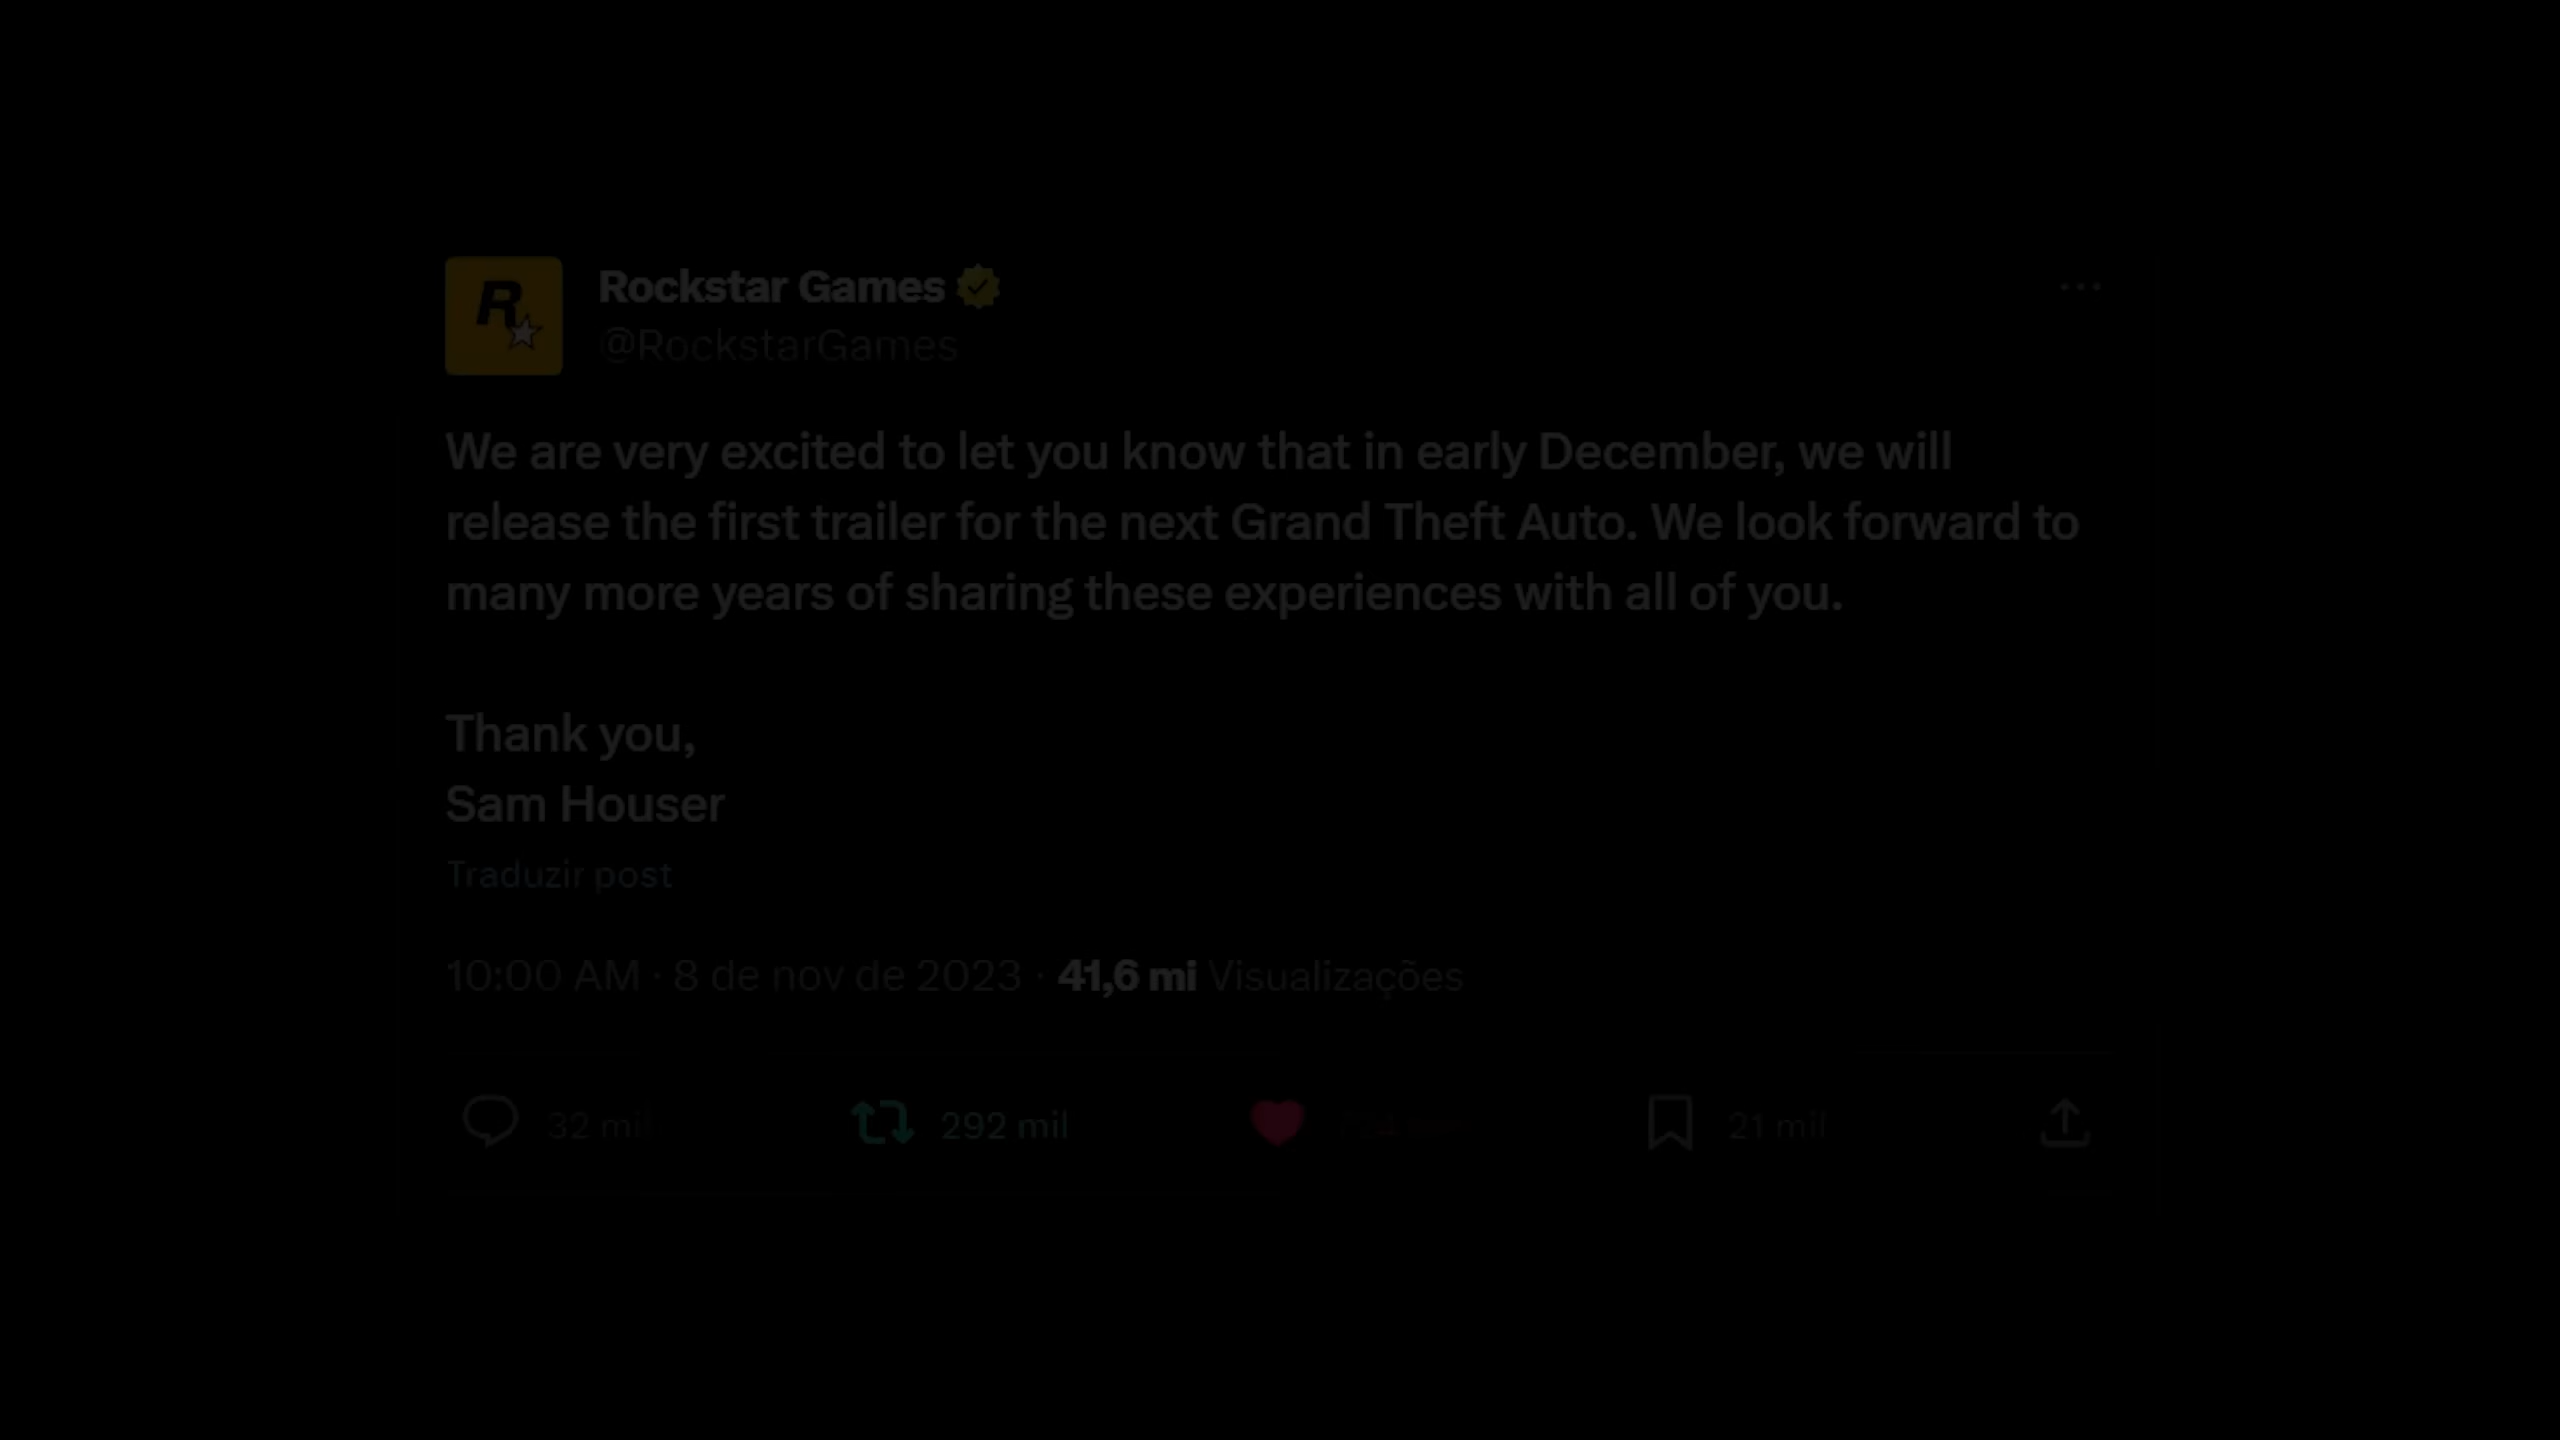 R
Rockstar Games
@RockstarGames
We are very excited to let you know that in early December, we will
release the first trailer for the next Grand Theft Auto. We look forward to
many more years of sharing these experiences with all of you.
Thank you,
Sam Houser
Traduzir post
10:00 AM · 8 de nov de 2023 · 41,6 mi Visualizações
32 mil 292 mil 21 mil